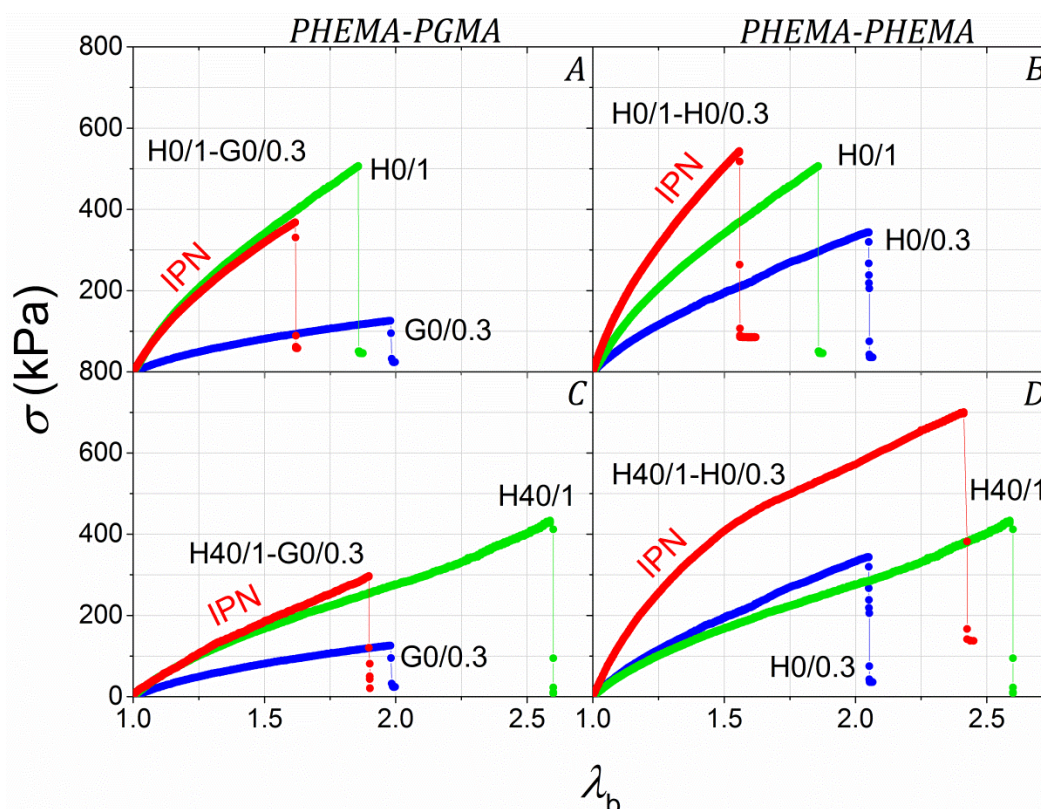 PHEMA-PGMA
PHEMA-PHEMA
σ (kPa)
800
600
400
200
800
600
400
200
0
A
H0/1-G0/0.3
H0/1
IPN
G0/0.3
B
H0/1-H0/0.3
H0/1
IPN
H0/0.3
C
H40/1
H40/1-G0/0.3
IPN
G0/0.3
D
H40/1-H0/0.3
H40/1
IPN
H0/0.3
1.0 1.5 2.0 2.5 1.0 1.5 2.0 2.5
λb